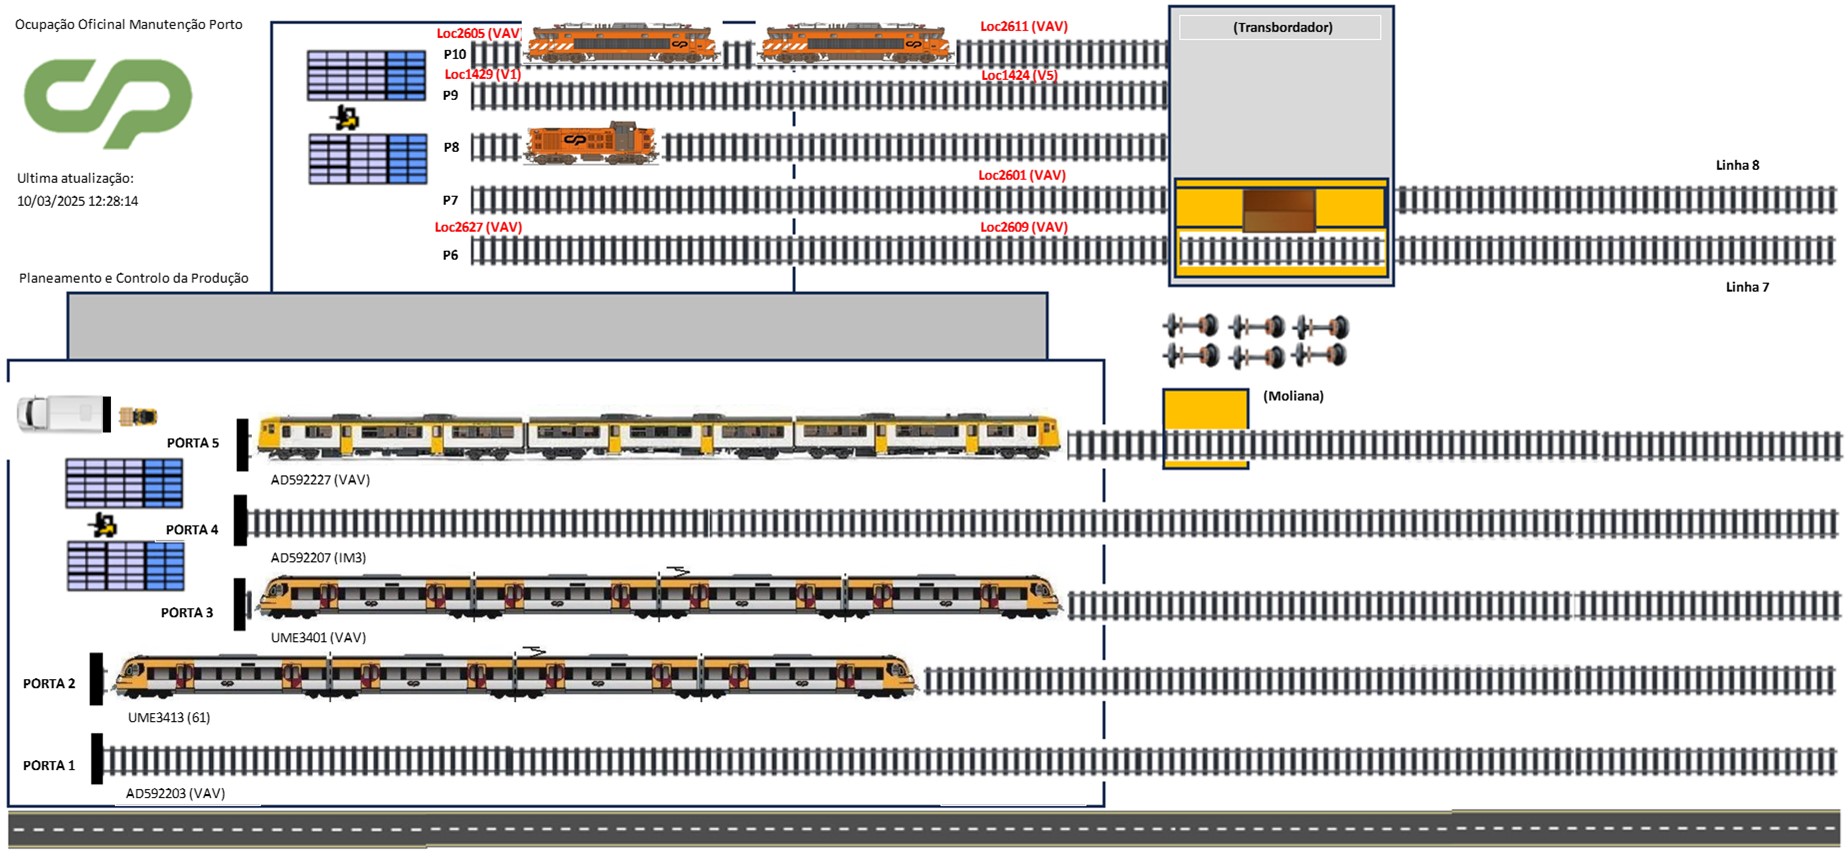 Ocupação Oficinal Manutenção Porto
Ultima atualização:
10/03/2025 12:28:14
Planeamento e Controlo da Produção
Loc2605 (VAV)
Loc2611 (VAV)
P10
Loc1429 (V1)
Loc1424 (V5)
P9
P8
Loc2601 (VAV)
P7
Loc2627 (VAV)
Loc2609 (VAV)
P6
(Transbordador)
Linha 8
Linha 7
(Moliana)
PORTA 5
AD592227 (VAV)
PORTA 4
AD592207 (IM3)
PORTA 3
UME3401 (VAV)
PORTA 2
UME3413 (61)
PORTA 1
AD592203 (VAV)